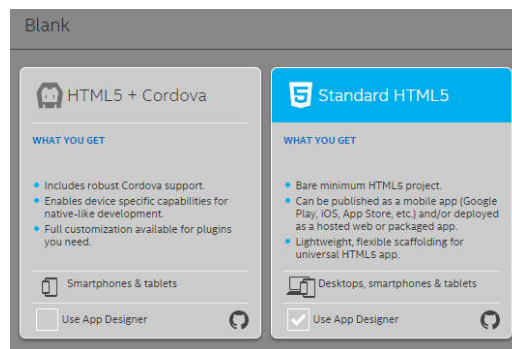 Blank
HTML5 + Cordova
WHAT YOU GET
Includes robust Cordova support.
Enables device specific capabilities for
native-like development.
Full customization available for plugins
you need.
Smartphones & tablets
Use App Designer
5 Standard HTML5
WHAT YOU GET
Bare minimum HTML5 project.
Can be published as a mobile app (Google
Play, iOS, App Store, etc.) and/or deployed
as a hosted web or packaged app.
Lightweight, flexible scaffolding for
universal HTML5 app.
Desktops, smartphones & tablets
Use App Designer